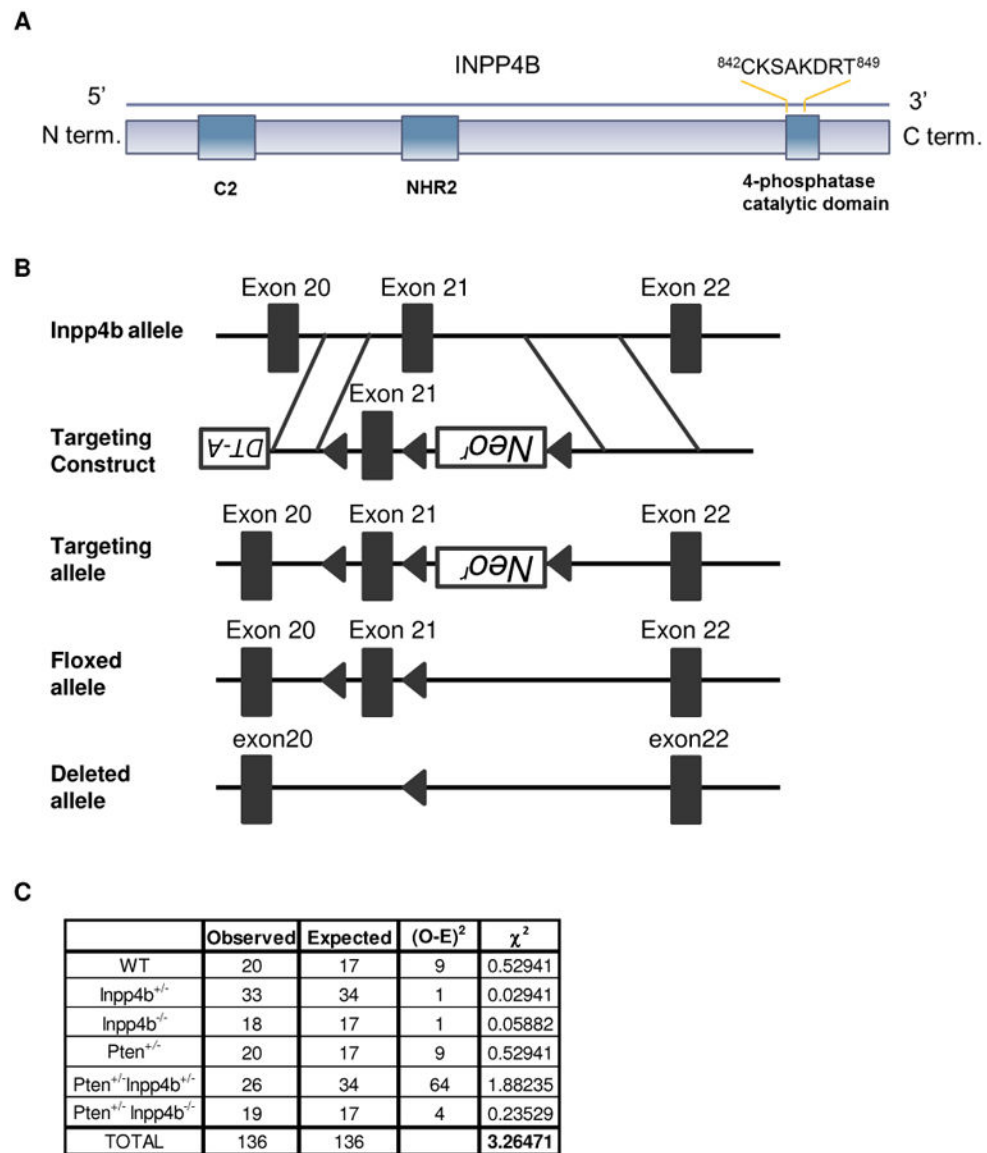 A
INPP4B
842CKSAKDRT849
5’
3’
N term.
C term.
C2
NHR2
4-phosphatase
catalytic domain
B
Exon 20
Exon 21
Exon 22
Inpp4b allele
Exon 21
Targeting
Construct
DT-A
Neor
Exon 20
Exon 21
Exon 22
Targeting
allele
Neor
Exon 20
Exon 21
Exon 22
Floxed
allele
exon20
exon22
Deleted
allele
C
Observed Expected (O-E)2 χ2
WT 20 17 9 0.52941
Inpp4b+/- 33 34 1 0.02941
Inpp4b-/- 18 17 1 0.05882
Pten+/- 20 17 9 0.52941
Pten+/-Inpp4b+/- 26 34 64 1.88235
Pten+/- Inpp4b-/- 19 17 4 0.23529
TOTAL 136 136 3.26471